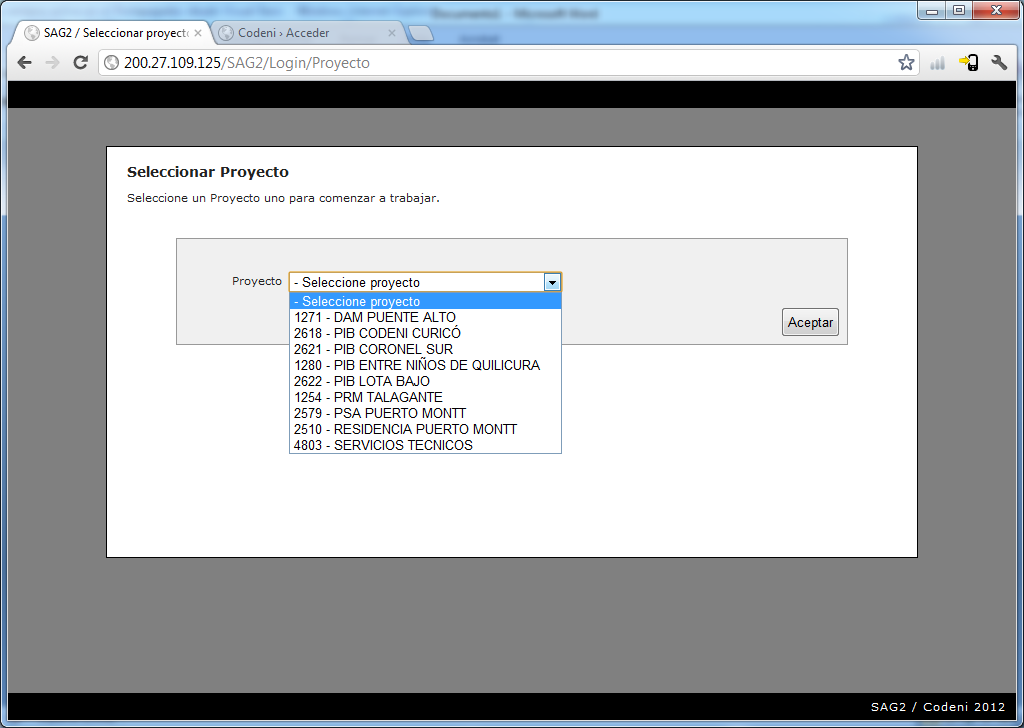 Documento1 - Microsoft Word
SAG2 / Seleccionar proyecto
Codeni › Acceder
200.27.109.125/SAG2/Login/Proyecto
Seleccionar Proyecto
Seleccione un Proyecto uno para comenzar a trabajar.
Proyecto
- Seleccione proyecto
- Seleccione proyecto
1271 - DAM PUENTE ALTO
2618 - PIB CODENI CURICÓ
2621 - PIB CORONEL SUR
1280 - PIB ENTRE NIÑOS DE QUILICURA
2622 - PIB LOTA BAJO
1254 - PRM TALAGANTE
2579 - PSA PUERTO MONTT
2510 - RESIDENCIA PUERTO MONTT
4803 - SERVICIOS TECNICOS
Aceptar
SAG2 / Codeni 2012